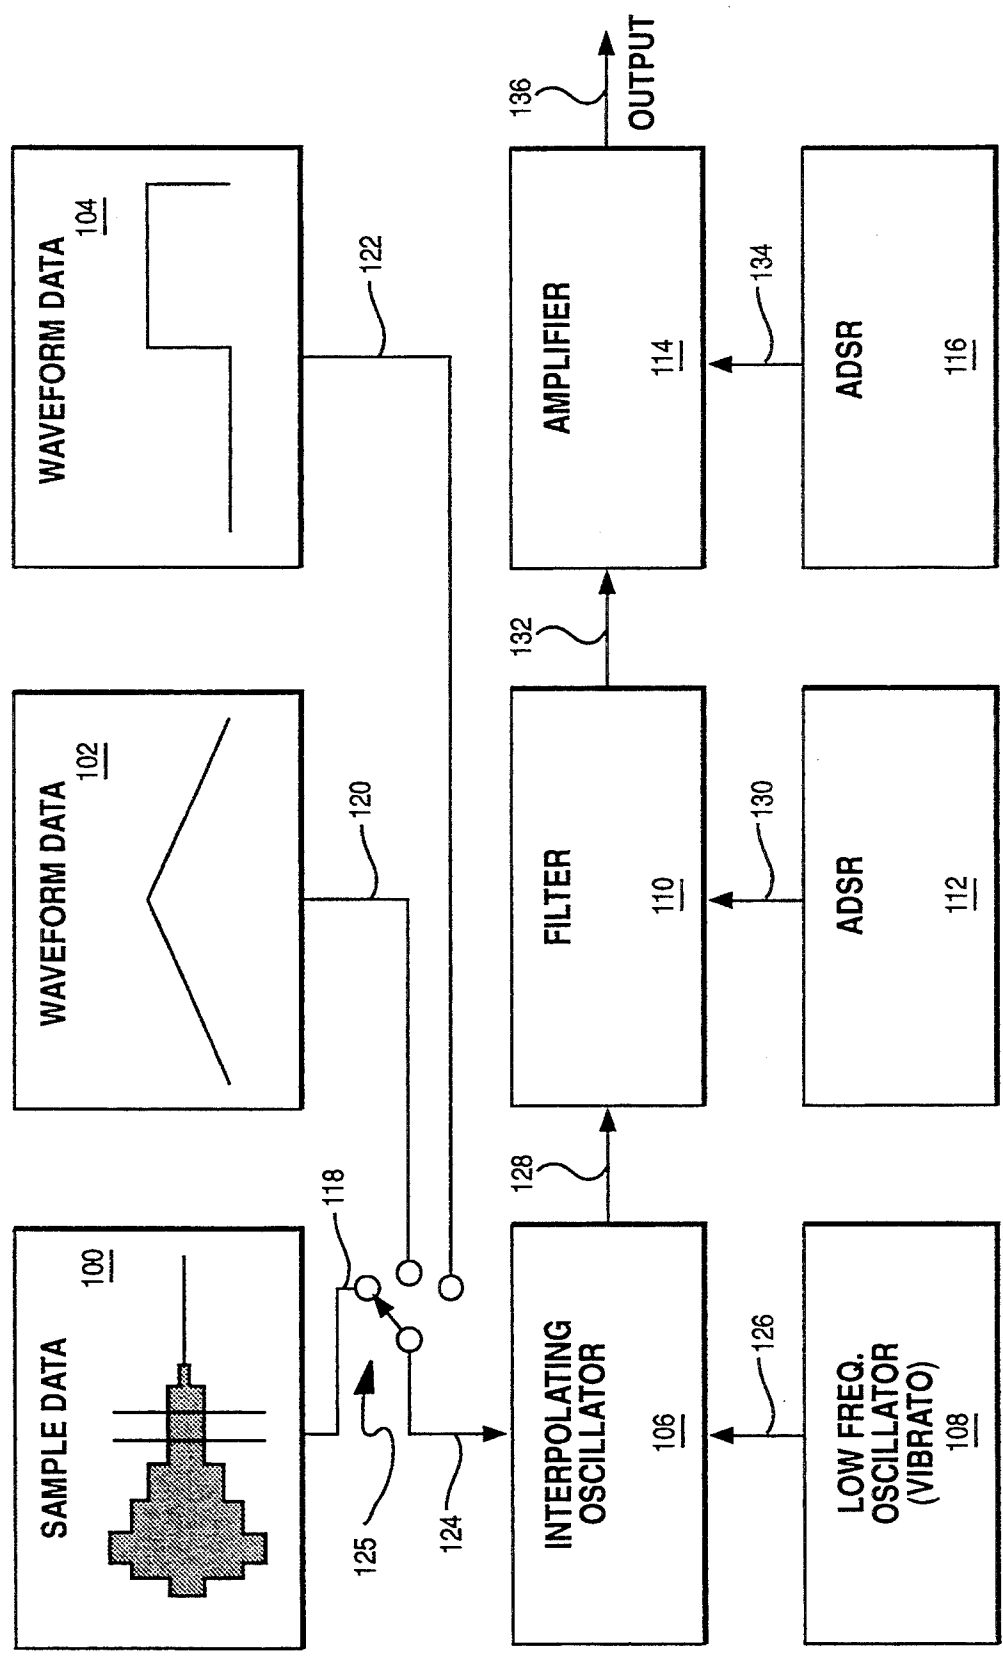 SAMPLE DATA
100
WAVEFORM DATA
102
WAVEFORM DATA
104
118
120
122
125
124
INTERPOLATING
OSCILLATOR
106
128
FILTER
110
132
AMPLIFIER
114
136
OUTPUT
126
130
134
LOW FREQ.
OSCILLATOR
(VIBRATO)
108
ADSR
112
ADSR
116